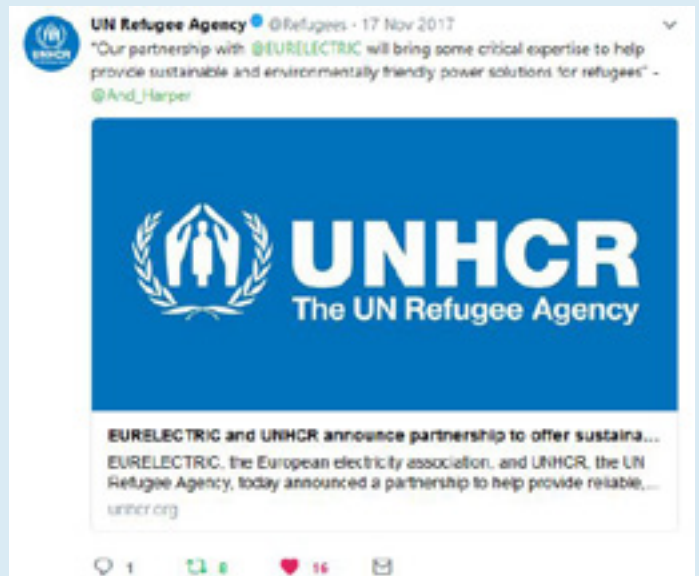 UN Refugee Agency @Refugees · 17 Nov 2017
"Our partnership with @EURELECTRIC will bring some critical expertise to help
provide sustainable and environmentally friendly power solutions for refugees" -
@And_Harper
UNHCR
UNHCR
The UN Refugee Agency
EURELECTRIC and UNHCR announce partnership to offer sustaina...
EURELECTRIC, the European electricity association, and UNHCR, the UN
Refugee Agency, today announced a partnership to help provide reliable,...
unhcr.org
1 8 16